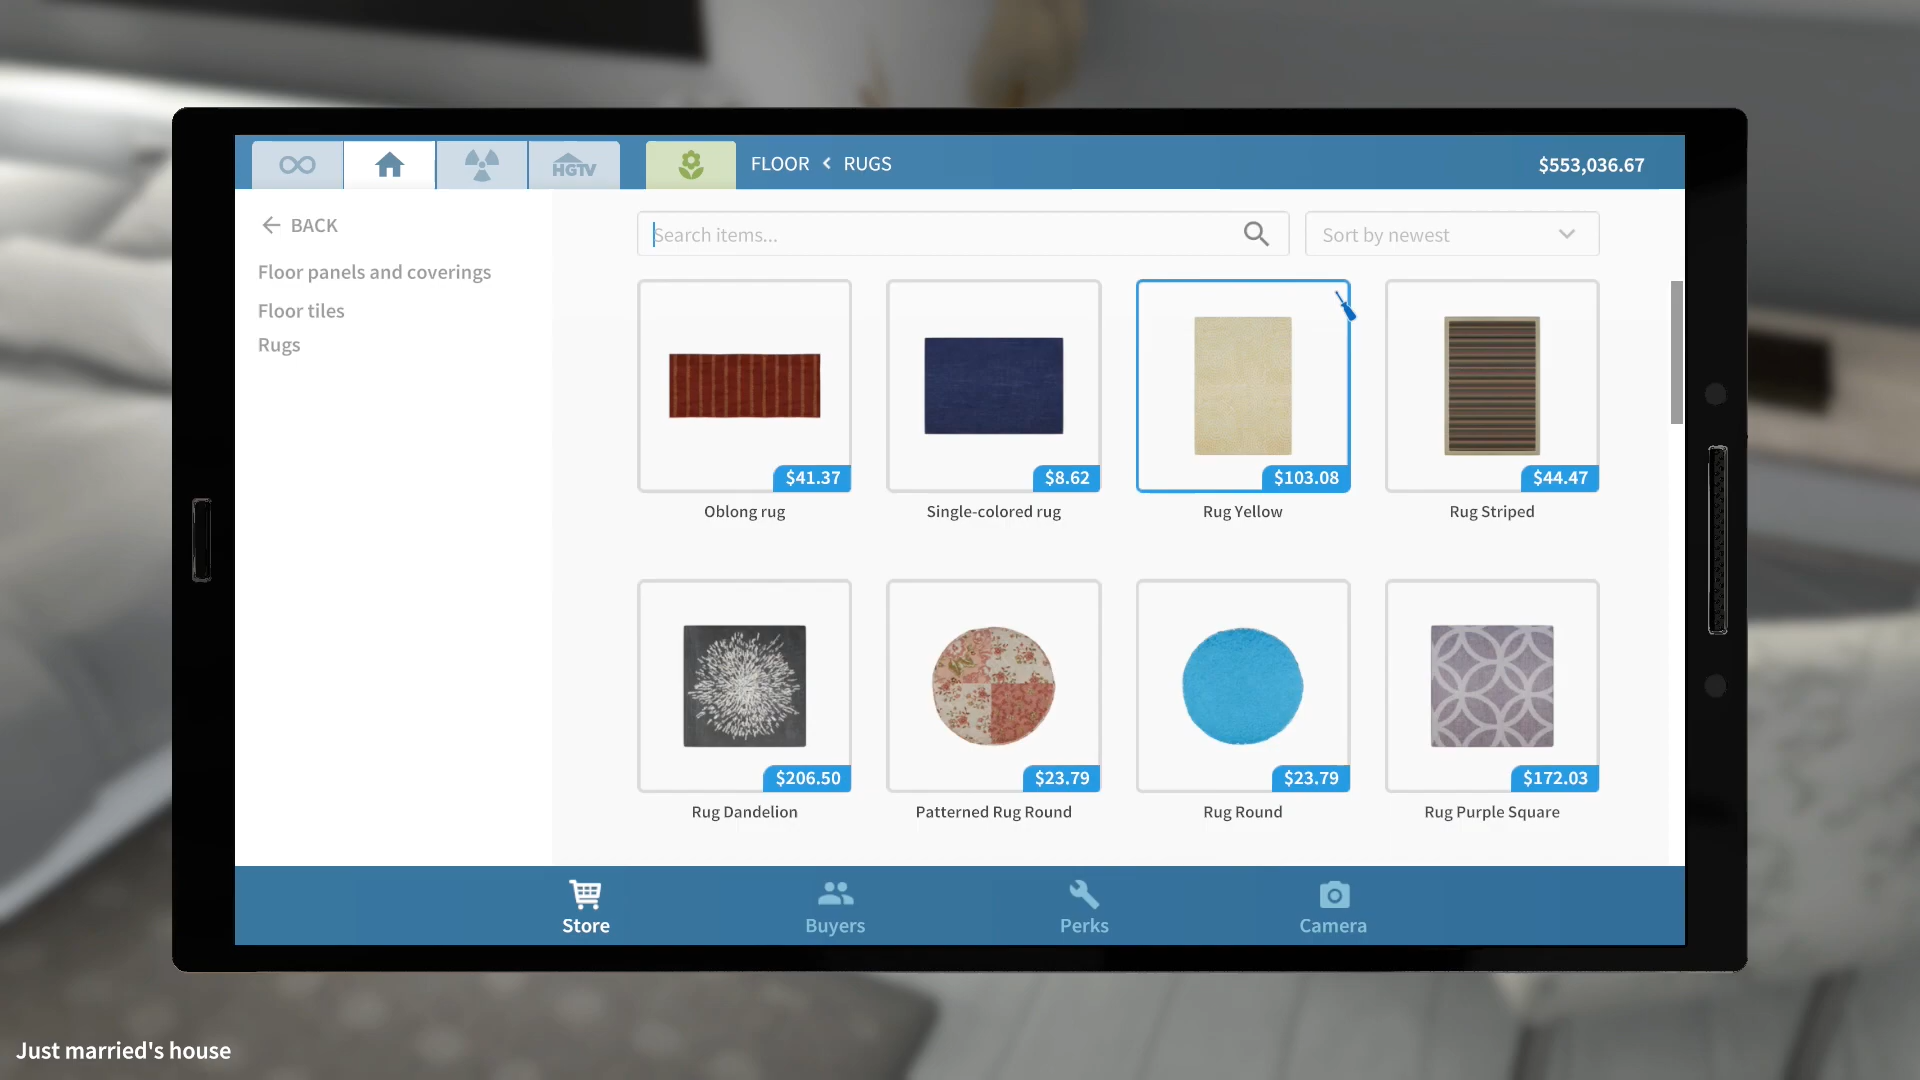 HGTV
FLOOR < RUGS
$553,036.67
BACK
Floor panels and coverings
Floor tiles
Rugs
Search items...
Sort by newest
$41.37
$8.62
$103.08
$44.47
Oblong rug
Single-colored rug
Rug Yellow
Rug Striped
$206.50
$23.79
$23.79
$172.03
Rug Dandelion
Patterned Rug Round
Rug Round
Rug Purple Square
Store
Buyers
Perks
Camera
Just married's house